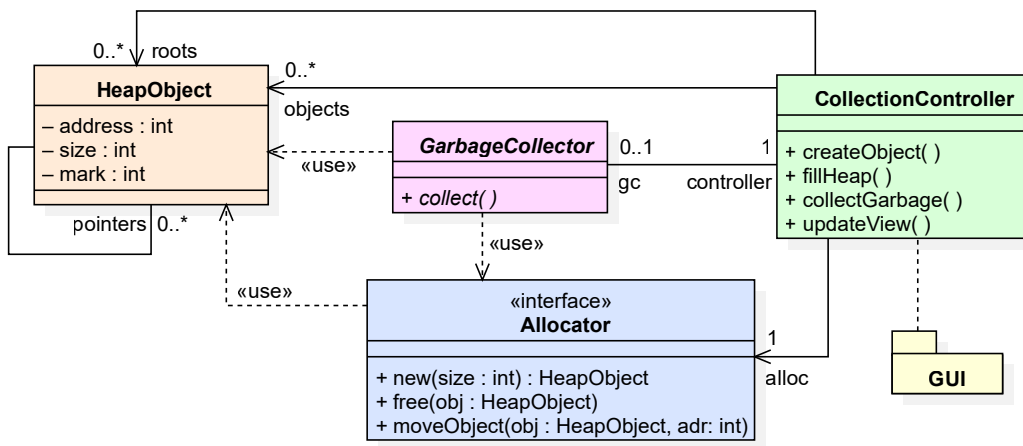 0..* roots
HeapObject
– address : int
– size : int
– mark : int
pointers 0..*
0..*
objects
«use»
GarbageCollector
+ collect( )
0..1
gc
1
controller
CollectionController
+ createObject( )
+ fillHeap( )
+ collectGarbage( )
+ updateView( )
«use»
«use»
«interface»
Allocator
+ new(size : int) : HeapObject
+ free(obj : HeapObject)
+ moveObject(obj : HeapObject, adr: int)
1
alloc
GUI